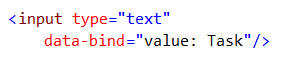 <input type="text"
data-bind="value: Task"/>